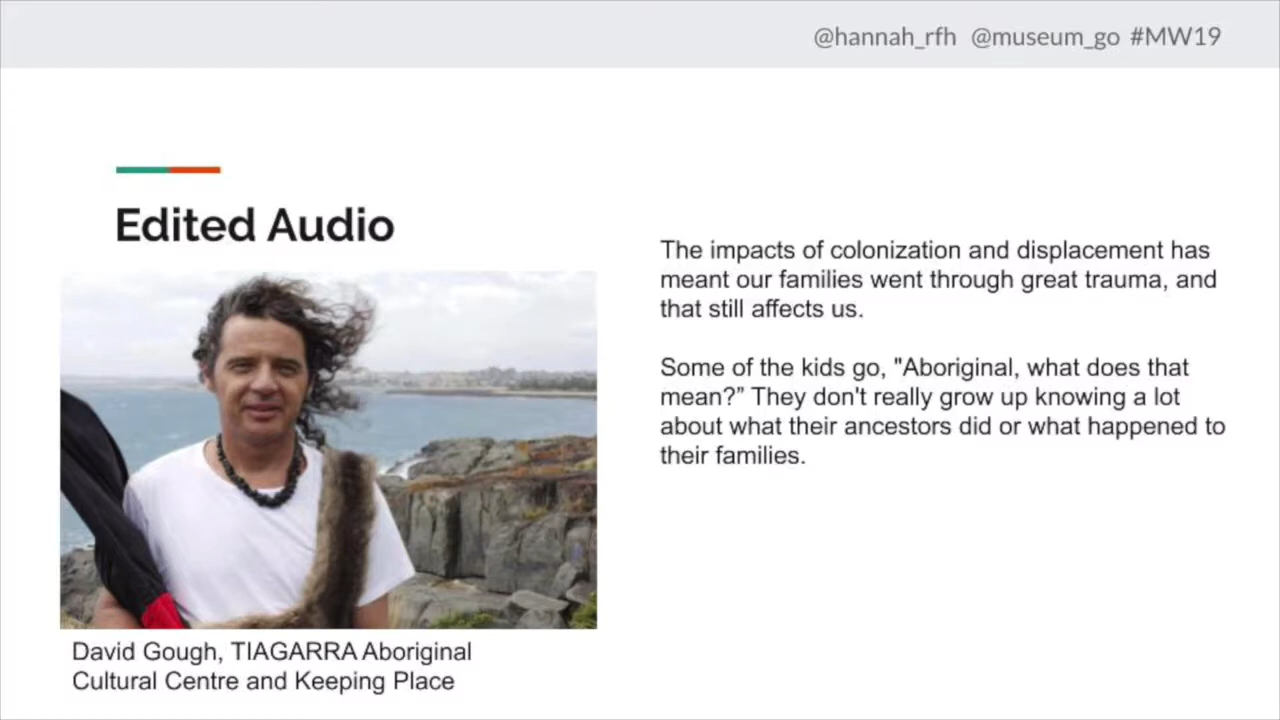 @hannah_rfh @museum_go #MW19
Edited Audio
The impacts of colonization and displacement has
meant our families went through great trauma, and
that still affects us.
Some of the kids go, "Aboriginal, what does that
mean?” They don't really grow up knowing a lot
about what their ancestors did or what happened to
their families.
David Gough, TIAGARRA Aboriginal
Cultural Centre and Keeping Place